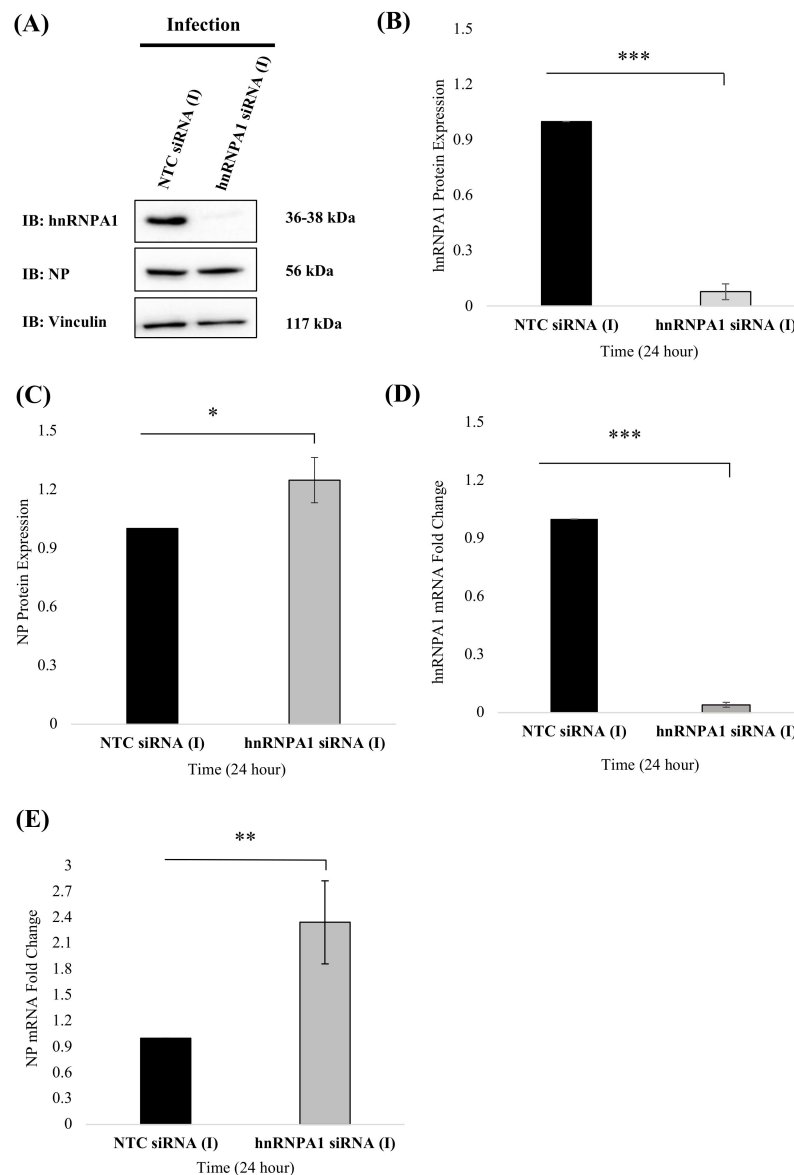 (A)
Infection
NTC siRNA (I)
hnRNPA1 siRNA (I)
IB: hnRNPA1
36-38 kDa
IB: NP
56 kDa
IB: Vinculin
117 kDa
(B)
1.5
1.2
0.9
0.6
0.3
0
hnRNPA1 Protein Expression
***
NTC siRNA (I)
hnRNPA1 siRNA (I)
Time (24 hour)
(C)
1.5
1.2
0.9
0.6
0.3
0
NP Protein Expression
*
NTC siRNA (I)
hnRNPA1 siRNA (I)
Time (24 hour)
(D)
1.5
1.2
0.9
0.6
0.3
0
hnRNPA1 mRNA Fold Change
***
NTC siRNA (I)
hnRNPA1 siRNA (I)
Time (24 hour)
(E)
3
2.7
2.4
2.1
1.8
1.5
1.2
0.9
0.6
0.3
0
NP mRNA Fold Change
**
NTC siRNA (I)
hnRNPA1 siRNA (I)
Time (24 hour)